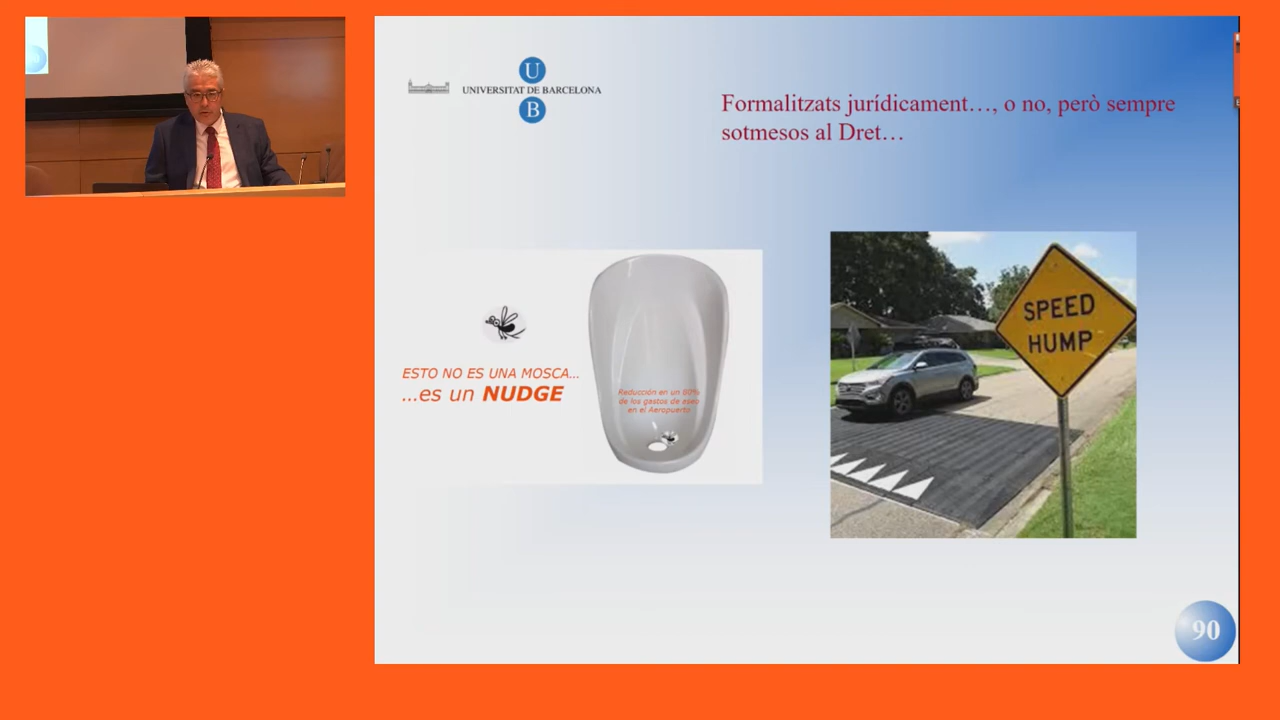 U
UNIVERSITAT DE BARCELONA
B
Formalitzats jurídicament…, o no, però sempre
sotmesos al Dret…
ESTO NO ES UNA MOSCA...
...es un NUDGE
Reducción en un 80%
de los gastos de aseo
en el Aeropuerto
SPEED
HUMP
90